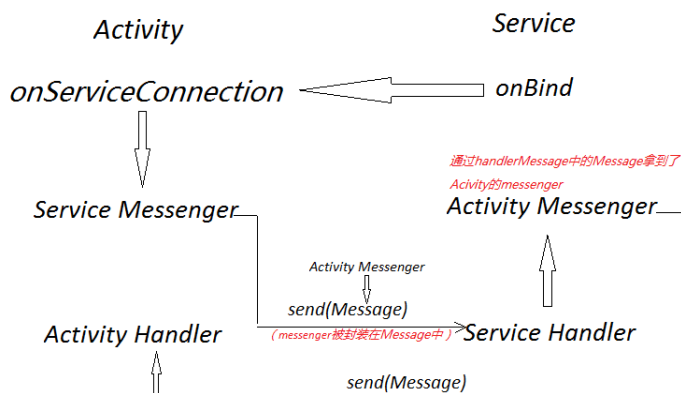 Activity
Service
onServiceConnection
onBind
通过handlerMessage中的Message拿到了
Acivity的messenger
Service Messenger
Activity Messenger
Activity Messenger
send(Message)
（messenger被封装在Message中）
Activity Handler
Service Handler
send(Message)